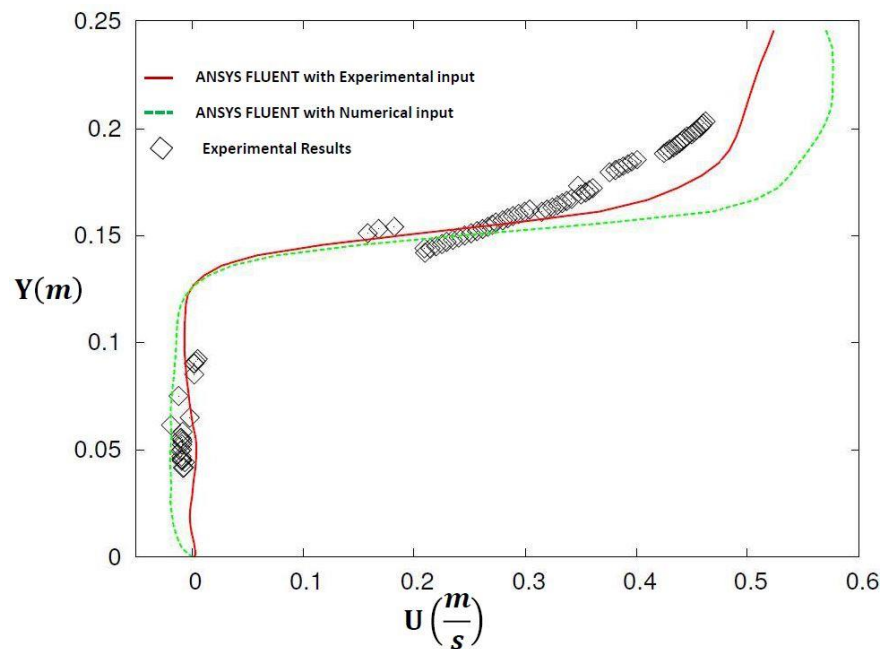 0.25
ANSYS FLUENT with Experimental input
ANSYS FLUENT with Numerical input
0.2
Experimental Results
0.15
Y(m)
0.1
0.05
0
0 0.1 0.2 0.3 0.4 0.5 0.6
U (m/s)